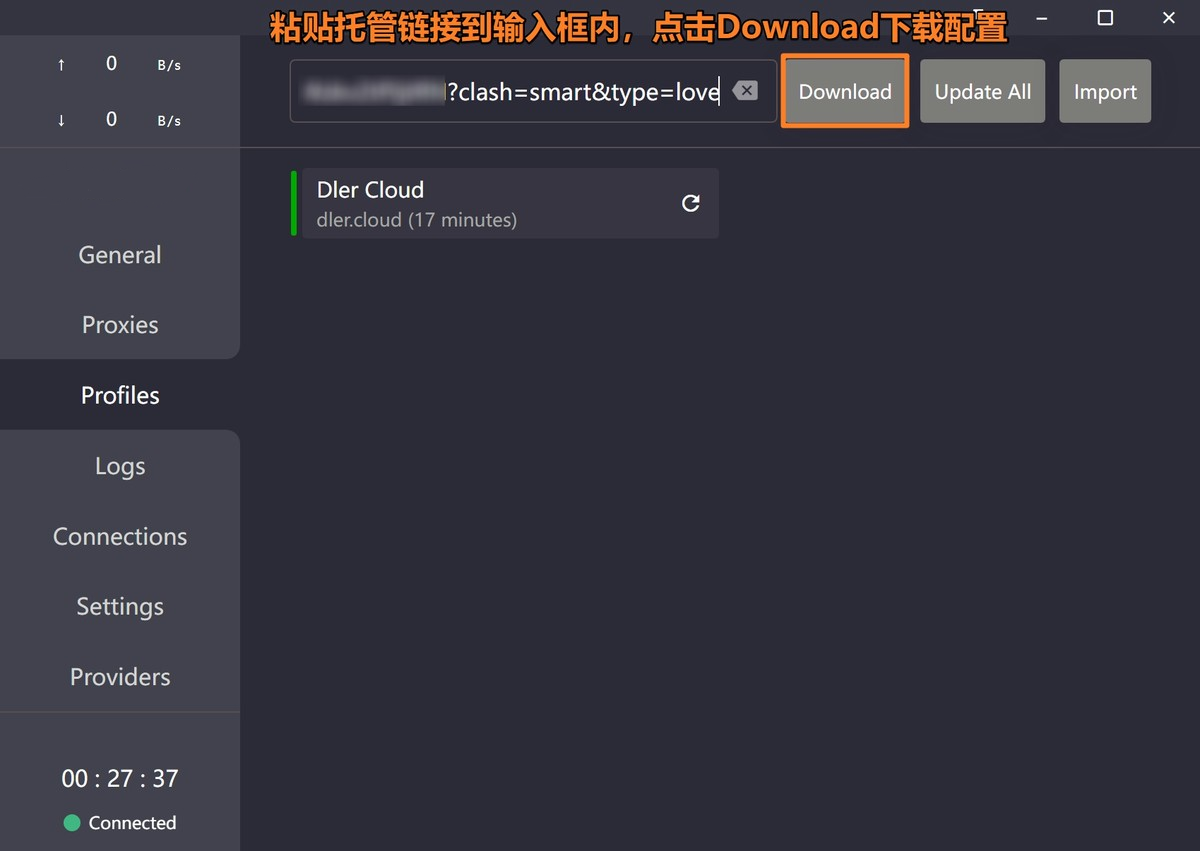 粘贴托管链接到输入框内，点击Download下载配置
↑ 0 B/s
↓ 0 B/s
?clash=smart&type=love
Download
Update All
Import
Dler Cloud
dler.cloud (17 minutes)
General
Proxies
Profiles
Logs
Connections
Settings
Providers
00 : 27 : 37
Connected